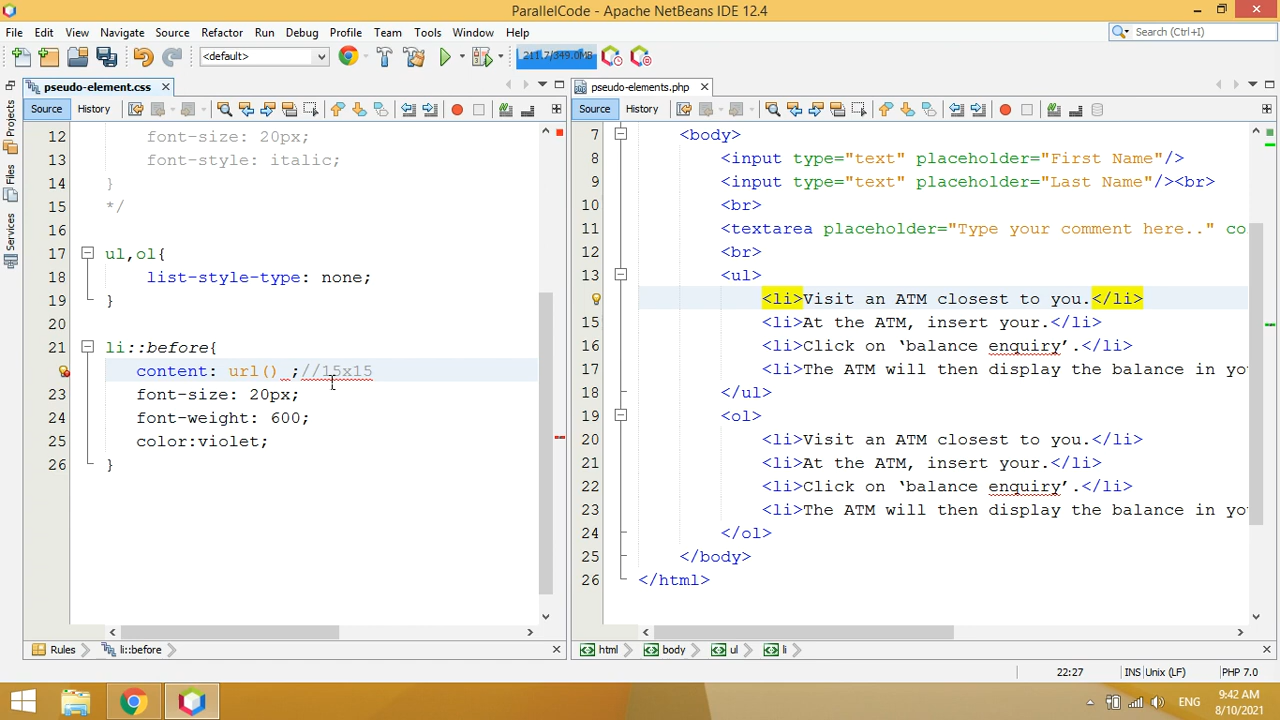 ParallelCode - Apache NetBeans IDE 12.4
File Edit View Navigate Source Refactor Run Debug Profile Team Tools Window Help
Search (Ctrl+I)
<default>
211.7/349.0MB
pseudo-element.css
pseudo-elements.php
Source History
Source History
Projects
Files
Services
12 font-size: 20px;
13 font-style: italic;
14 }
15 */
16
17 ul,ol{
18 list-style-type: none;
19 }
20
21 li::before{
content: url() ;//15x15
23 font-size: 20px;
24 font-weight: 600;
25 color:violet;
26 }
7 <body>
8 <input type="text" placeholder="First Name"/>
9 <input type="text" placeholder="Last Name"/><br>
10 <br>
11 <textarea placeholder="Type your comment here.." co
12 <br>
13 <ul>
<li>Visit an ATM closest to you.</li>
15 <li>At the ATM, insert your.</li>
16 <li>Click on ‘balance enquiry’.</li>
17 <li>The ATM will then display the balance in yo
18 </ul>
19 <ol>
20 <li>Visit an ATM closest to you.</li>
21 <li>At the ATM, insert your.</li>
22 <li>Click on ‘balance enquiry’.</li>
23 <li>The ATM will then display the balance in yo
24 </ol>
25 </body>
26 </html>
Rules li::before
html body ul li
22:27 INS Unix (LF) PHP 7.0
ENG
9:42 AM
8/10/2021